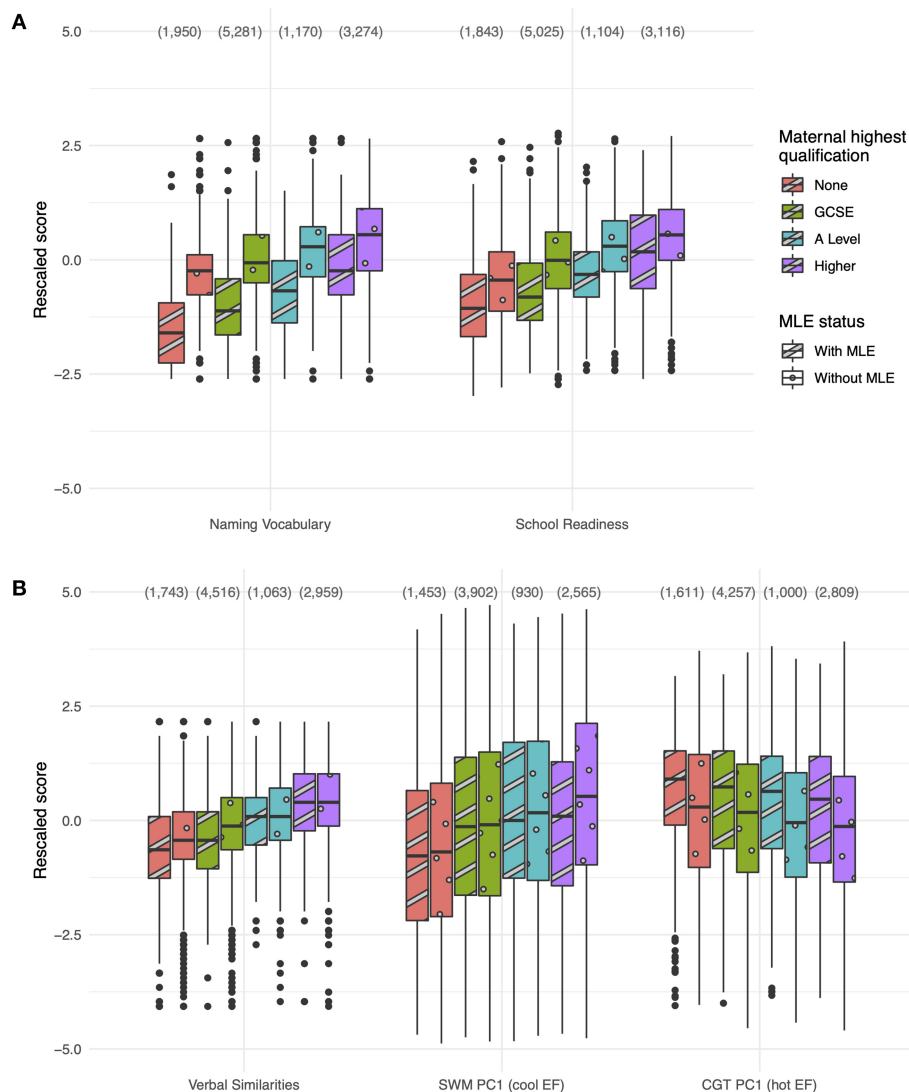 A
5.0
(1,950) (5,281) (1,170) (3,274) (1,843) (5,025) (1,104) (3,116)
2.5
0.0
−2.5
−5.0
Rescaled score
Naming Vocabulary School Readiness
Maternal highest
qualification
None
GCSE
A Level
Higher
MLE status
With MLE
Without MLE
B
5.0
(1,743) (4,516) (1,063) (2,959) (1,453) (3,902) (930) (2,565) (1,611) (4,257) (1,000) (2,809)
2.5
0.0
−2.5
−5.0
Rescaled score
Verbal Similarities SWM PC1 (cool EF) CGT PC1 (hot EF)